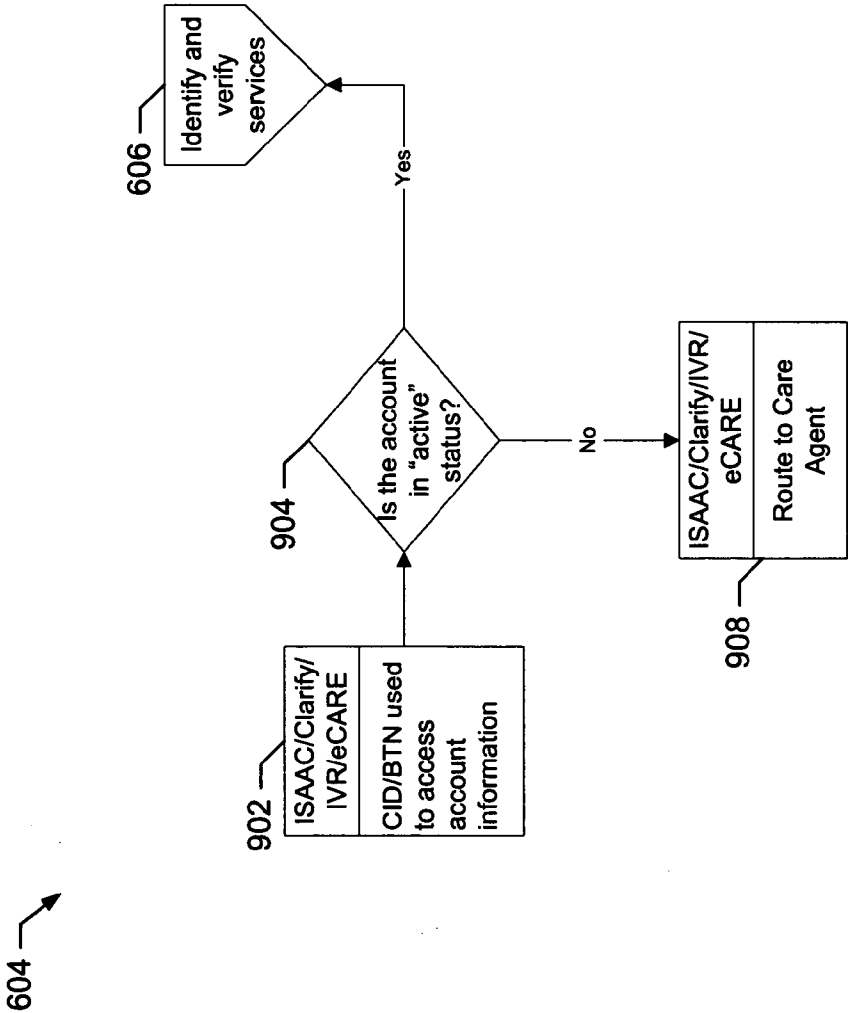 604
902
ISAAC/Clarify/
IVR/eCARE
CID/BTN used
to access
account
information
904
Is the account
in “active”
status?
Yes
606
Identify and
verify
services
No
908
ISAAC/Clarify/IVR/
eCARE
Route to Care
Agent